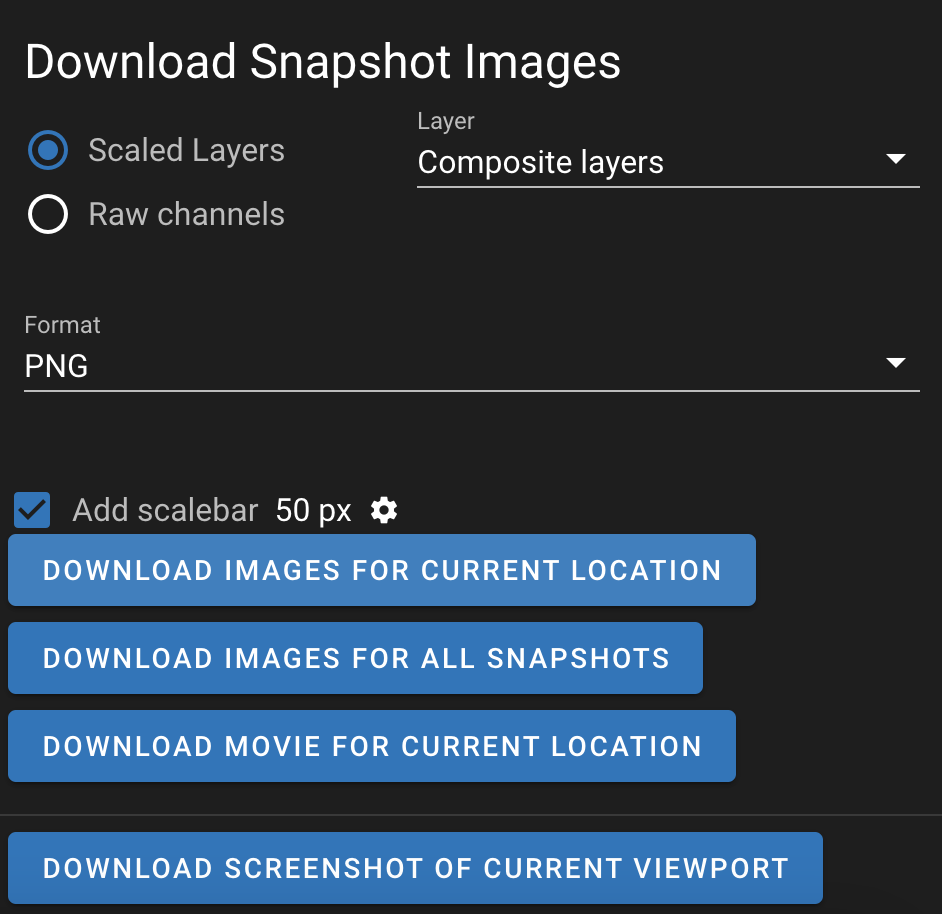 Download Snapshot Images
Scaled Layers
Raw channels
Layer
Composite layers
Format
PNG
Add scalebar 50 px
DOWNLOAD IMAGES FOR CURRENT LOCATION
DOWNLOAD IMAGES FOR ALL SNAPSHOTS
DOWNLOAD MOVIE FOR CURRENT LOCATION
DOWNLOAD SCREENSHOT OF CURRENT VIEWPORT